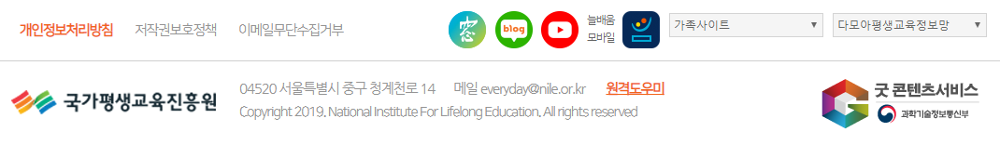 개인정보처리방침 저작권보호정책 이메일무단수집거부
窓
blog
늘배움
모바일
가족사이트
다모아평생교육정보망
국가평생교육진흥원
04520 서울특별시 중구 청계천로 14 메일 everyday@nile.or.kr 원격도우미
Copyright 2019. National Institute For Lifelong Education. All rights reserved
굿 콘텐츠서비스
과학기술정보통신부